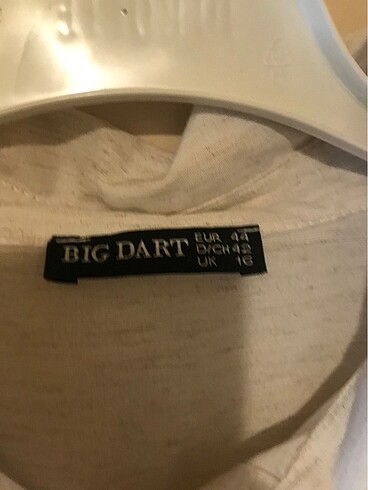 BIG DART
EUR 44
D/CH 42
UK 16